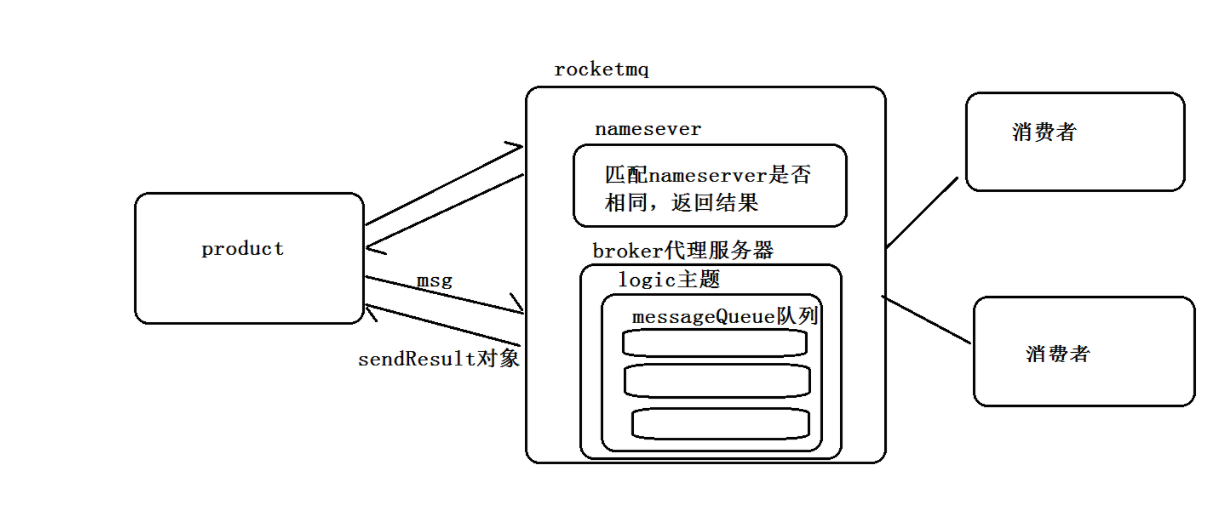 rocketmq
namesever
匹配nameserver是否
相同，返回结果
product
msg
sendResult对象
broker代理服务器
logic主题
messageQueue队列
消费者
消费者